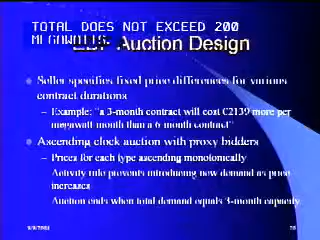 TOTAL DOES NOT EXCEED 200
MEGAWATTS.
EDF Auction Design
Seller specifies fixed price differences for various
contract durations
– Example: "a 3-month contract will cost €2139 more per
megawatt month than a 6 month contract"
Ascending clock auction with proxy bidders
– Prices for each type ascending monotonically
Activity rule prevents introducing new demand as price
increases
Auction ends when total demand equals 3-month capacity